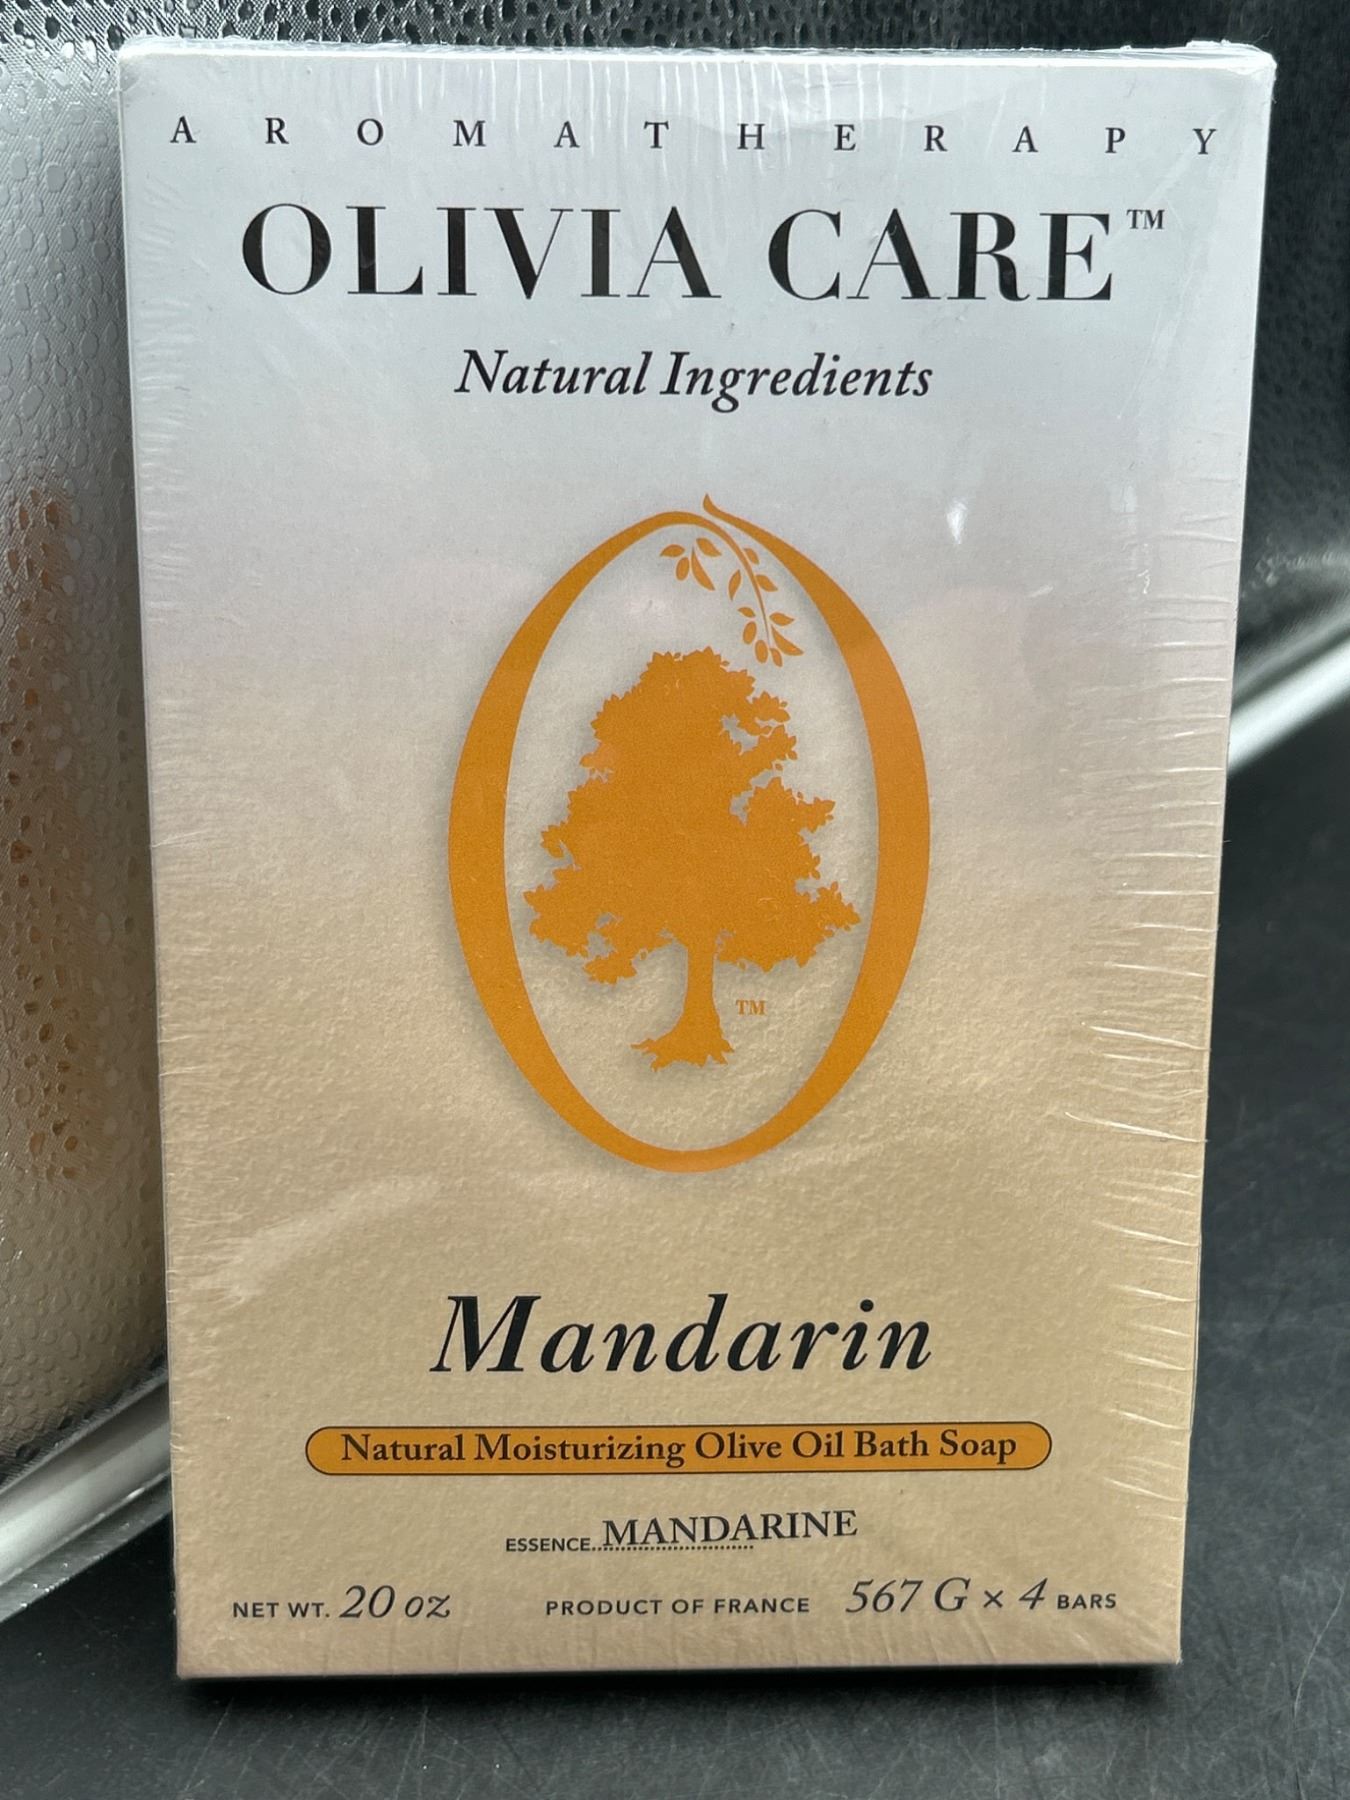 AROMATHERAPY
OLIVIA CARE™
Natural Ingredients
TM
Mandarin
Natural Moisturizing Olive Oil Bath Soap
ESSENCE..MANDARINE
NET WT. 20 oz PRODUCT OF FRANCE 567 G × 4 BARS